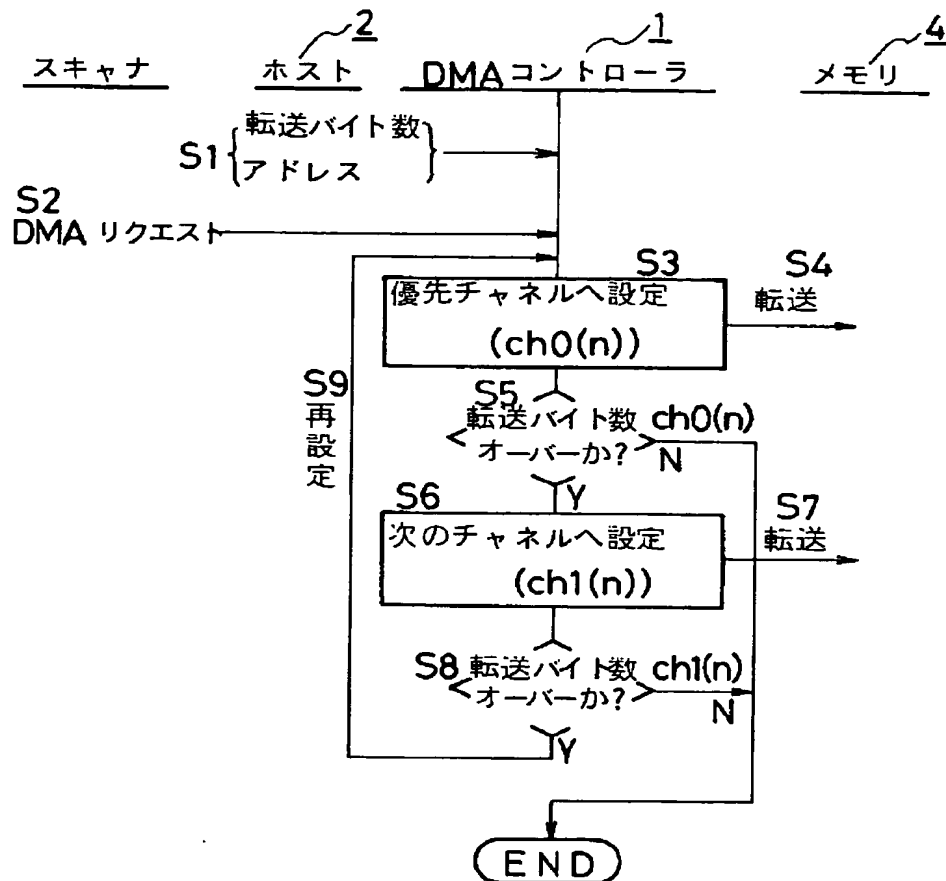 2
1
4
スキャナ
ホスト
DMAコントローラ
メモリ
S1
転送バイト数
アドレス
S2
DMA リクエスト
S3
優先チャネルへ設定
(ch0(n))
S4
転送
S9
再設定
S5
転送バイト数
オーバーか?
ch0(n)
N
Y
S6
次のチャネルへ設定
(ch1(n))
S7
転送
S8
転送バイト数
オーバーか?
ch1(n)
N
Y
END